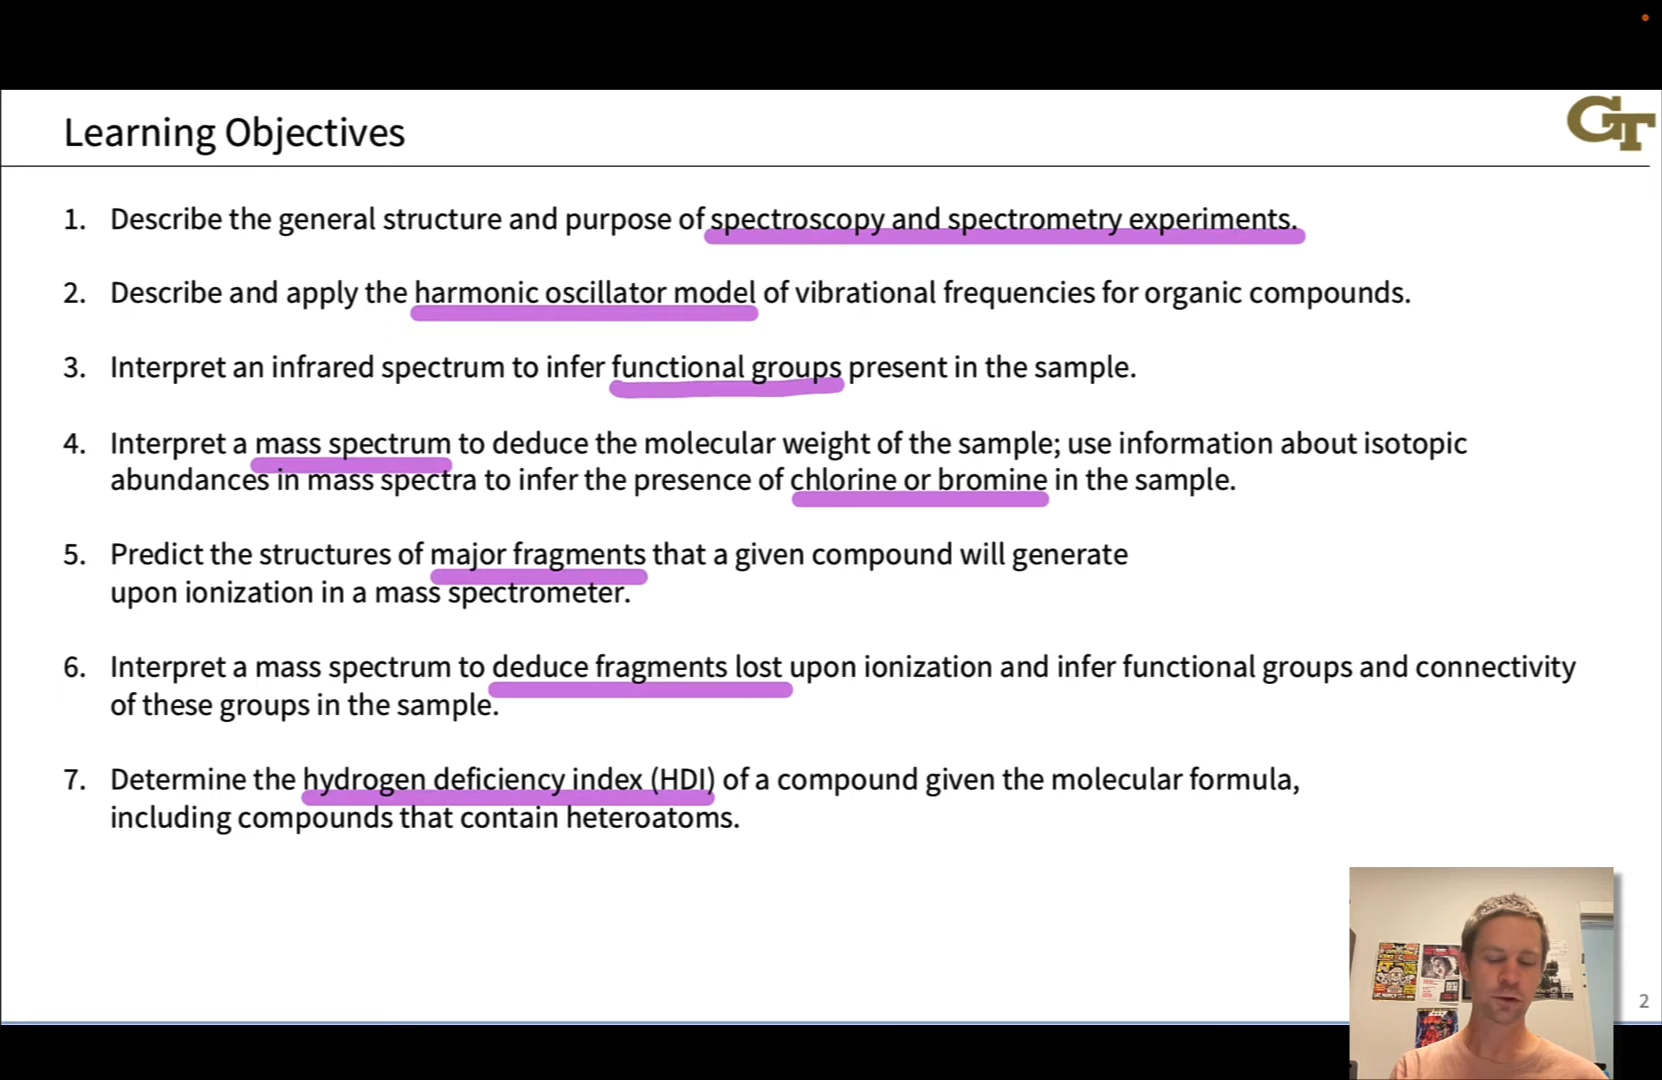 Learning Objectives
GT
1. Describe the general structure and purpose of spectroscopy and spectrometry experiments.
2. Describe and apply the harmonic oscillator model of vibrational frequencies for organic compounds.
3. Interpret an infrared spectrum to infer functional groups present in the sample.
4. Interpret a mass spectrum to deduce the molecular weight of the sample; use information about isotopic
abundances in mass spectra to infer the presence of chlorine or bromine in the sample.
5. Predict the structures of major fragments that a given compound will generate
upon ionization in a mass spectrometer.
6. Interpret a mass spectrum to deduce fragments lost upon ionization and infer functional groups and connectivity
of these groups in the sample.
7. Determine the hydrogen deficiency index (HDI) of a compound given the molecular formula,
including compounds that contain heteroatoms.
2